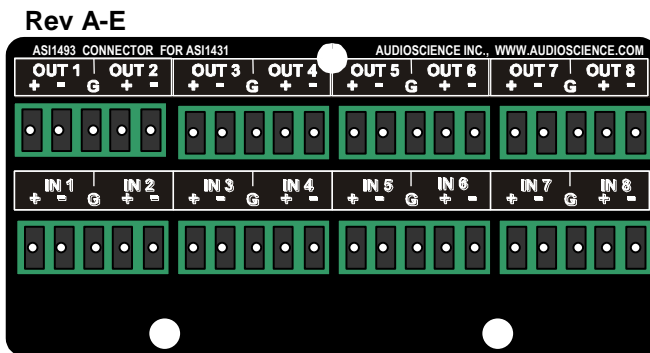 Rev A-E
ASI1493 CONNECTOR FOR ASI1431 AUDIOSCIENCE INC., WWW.AUDIOSCIENCE.COM
OUT 1 OUT 2 OUT 3 OUT 4 OUT 5 OUT 6 OUT 7 OUT 8
+ - G + - + - G + - + - G + - + - G + -
IN 1 IN 2 IN 3 IN 4 IN 5 IN 6 IN 7 IN 8
+ - G + - + - G + - + - G + - + - G + -